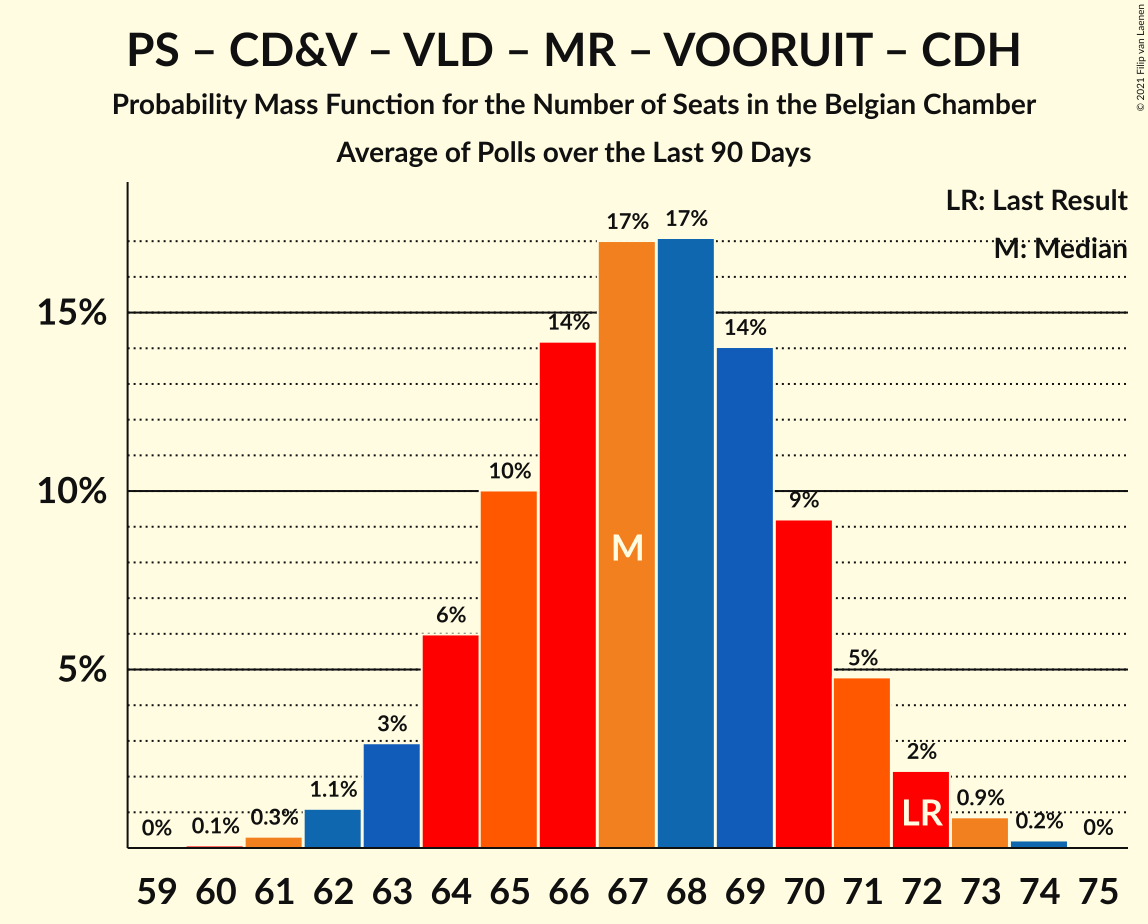 PS – CD&V – VLD – MR – VOORUIT – CDH
Probability Mass Function for the Number of Seats in the Belgian Chamber
Average of Polls over the Last 90 Days
© 2021 Filip van Laenen
LR: Last Result
M: Median
15%
10%
5%
0%
0.1%
0.3%
1.1%
3%
6%
10%
14%
17%
17%
14%
9%
5%
2%
0.9%
0.2%
0%
M
LR
59 60 61 62 63 64 65 66 67 68 69 70 71 72 73 74 75